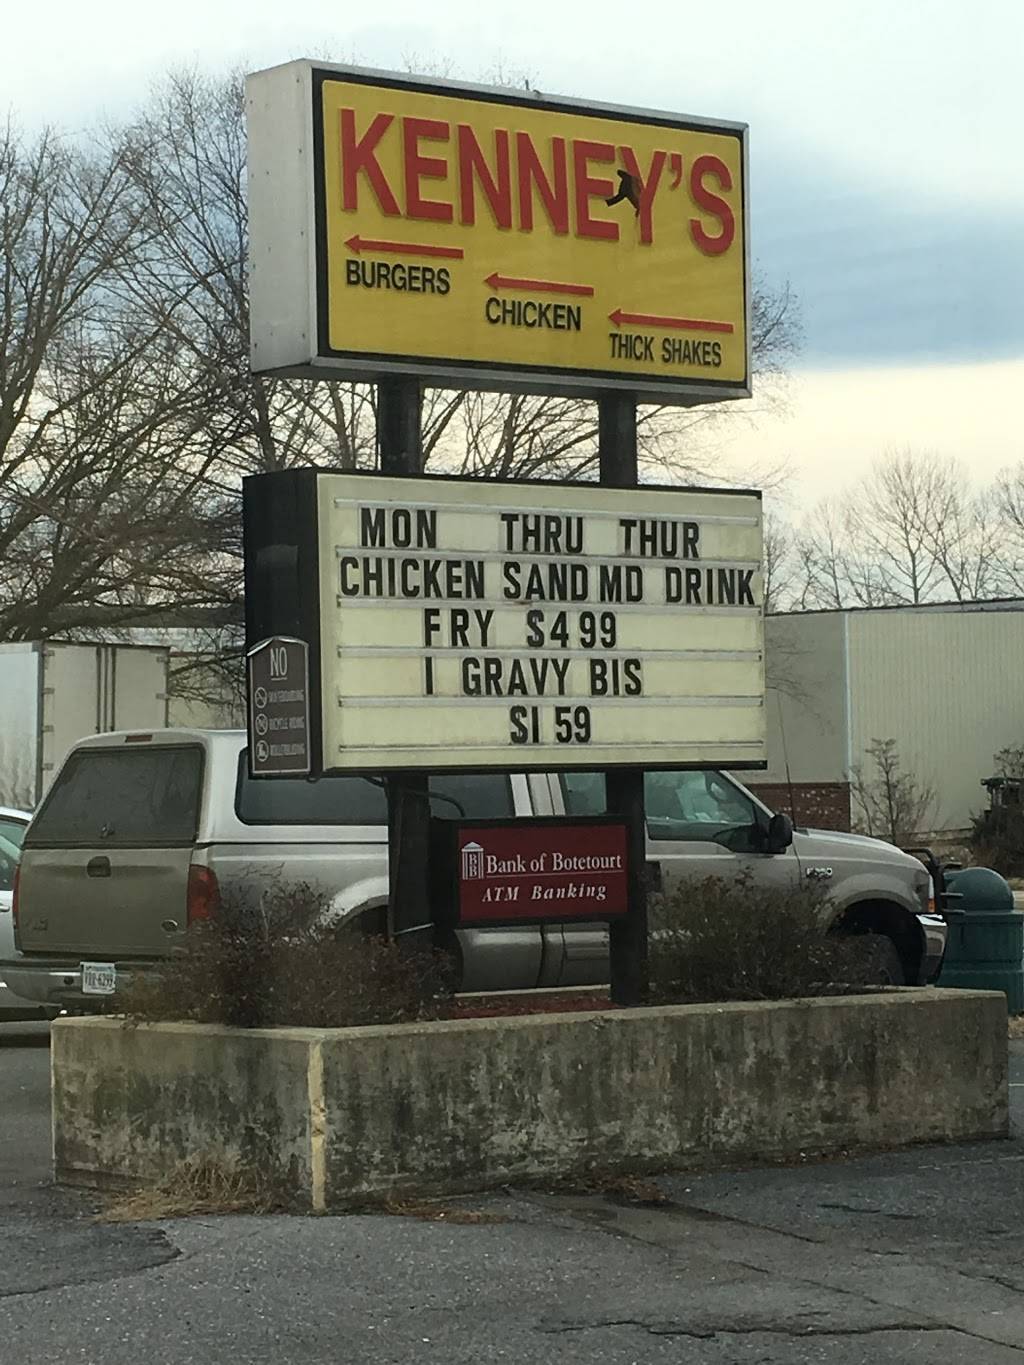 KENNEY'S
BURGERS
CHICKEN
THICK SHAKES
MON THRU THUR
CHICKEN SAND MD DRINK
FRY $4 99
1 GRAVY BIS
$1 59
NO
Bank of Botetourt
ATM Banking